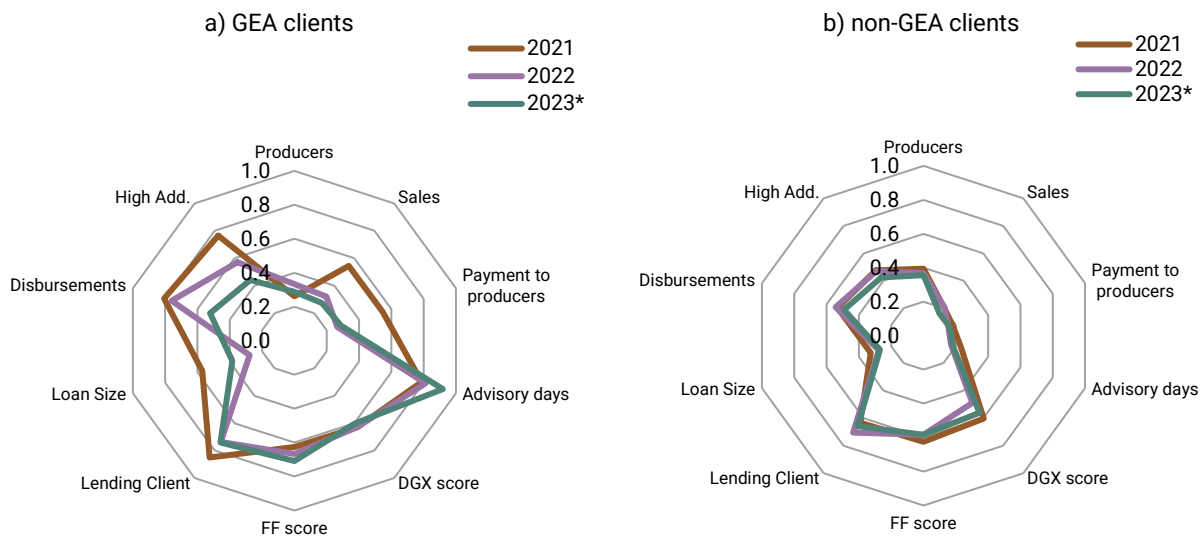 a) GEA clients
2021
2022
2023*
Producers
Sales
Payment to
producers
Advisory days
DGX score
FF score
Lending Client
Loan Size
Disbursements
High Add.
1.0
0.8
0.6
0.4
0.2
0.0
b) non-GEA clients
2021
2022
2023*
Producers
Sales
Payment to
producers
Advisory days
DGX score
FF score
Lending Client
Loan Size
Disbursements
High Add.
1.0
0.8
0.6
0.4
0.2
0.0